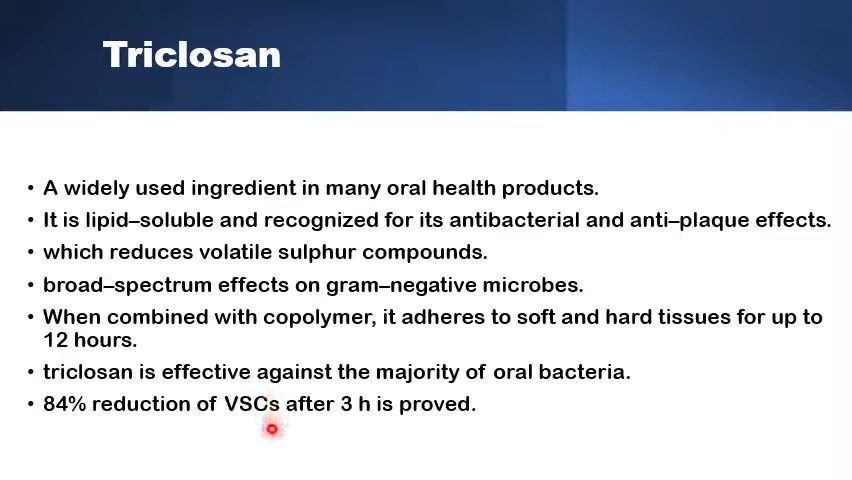 Triclosan
• A widely used ingredient in many oral health products.
• It is lipid–soluble and recognized for its antibacterial and anti–plaque effects.
• which reduces volatile sulphur compounds.
• broad–spectrum effects on gram–negative microbes.
• When combined with copolymer, it adheres to soft and hard tissues for up to
12 hours.
• triclosan is effective against the majority of oral bacteria.
• 84% reduction of VSCs after 3 h is proved.